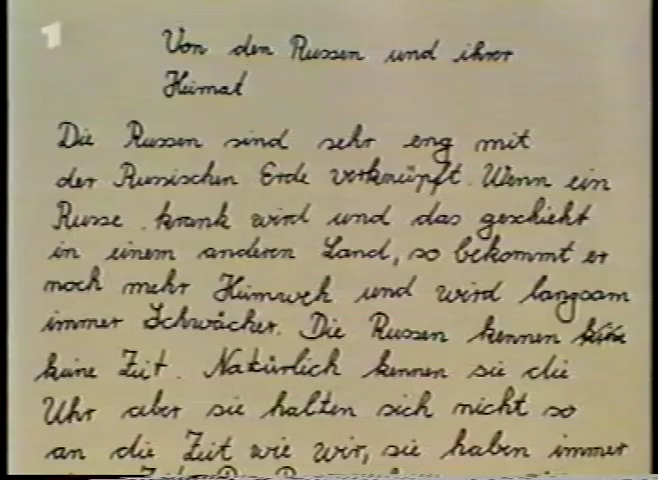 1
Von den Russen und ihrer
Heimat
Die Russen sind sehr eng mit
der Russischen Erde verknüpft. Wenn ein
Russe krank wird und das geschieht
in einem anderen Land, so bekommt er
noch mehr Heimweh und wird langsam
immer Schwächer. Die Russen kennen
keine Zeit. Natürlich kennen sie die
Uhr aber sie halten sich nicht so
an die Zeit wie wir, sie haben immer